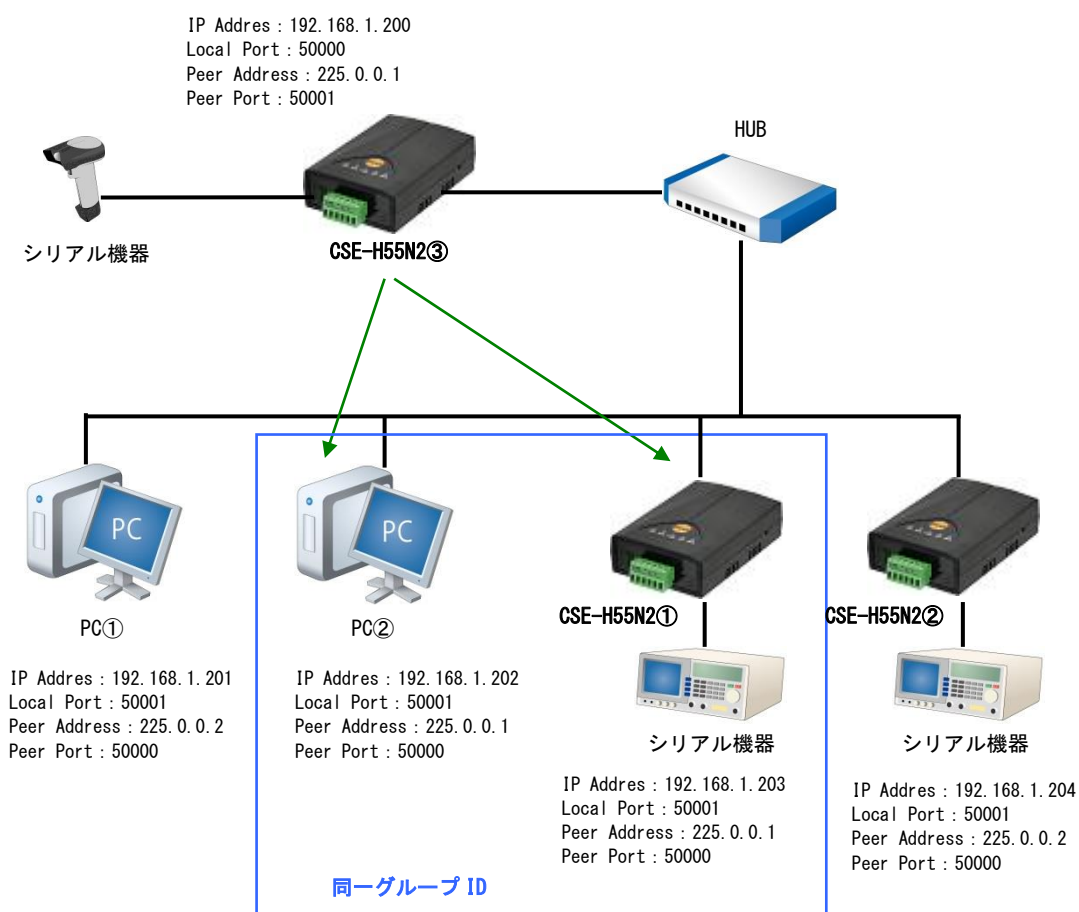 IP Addres：192.168.1.200
Local Port：50000
Peer Address：225.0.0.1
Peer Port：50001
HUB
シリアル機器
CSE-H55N2③
PC
PC
PC①
PC②
CSE-H55N2①
CSE-H55N2②
IP Addres：192.168.1.201
Local Port：50001
Peer Address：225.0.0.2
Peer Port：50000
IP Addres：192.168.1.202
Local Port：50001
Peer Address：225.0.0.1
Peer Port：50000
シリアル機器
シリアル機器
IP Addres：192.168.1.203
Local Port：50001
Peer Address：225.0.0.1
Peer Port：50000
IP Addres：192.168.1.204
Local Port：50001
Peer Address：225.0.0.2
Peer Port：50000
同一グループ ID